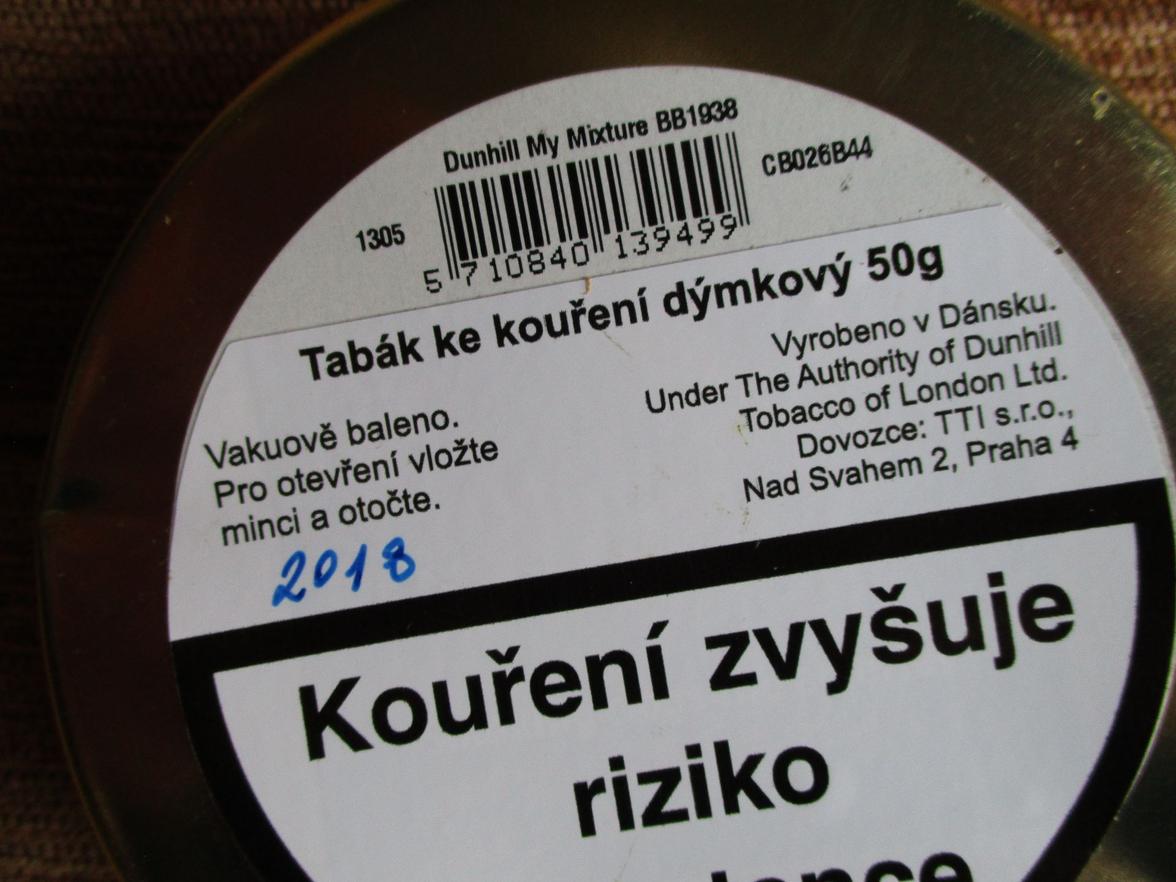 Dunhill My Mixture BB1938
1305
CB026B44
5 710840 139499
Tabák ke kouření dýmkový 50g
Vakuově baleno.
Pro otevření vložte
minci a otočte.
Vyrobeno v Dánsku.
Under The Authority of Dunhill
Tobacco of London Ltd.
Dovozce: TTI s.r.o.,
Nad Svahem 2, Praha 4
2018
Kouření zvyšuje
riziko